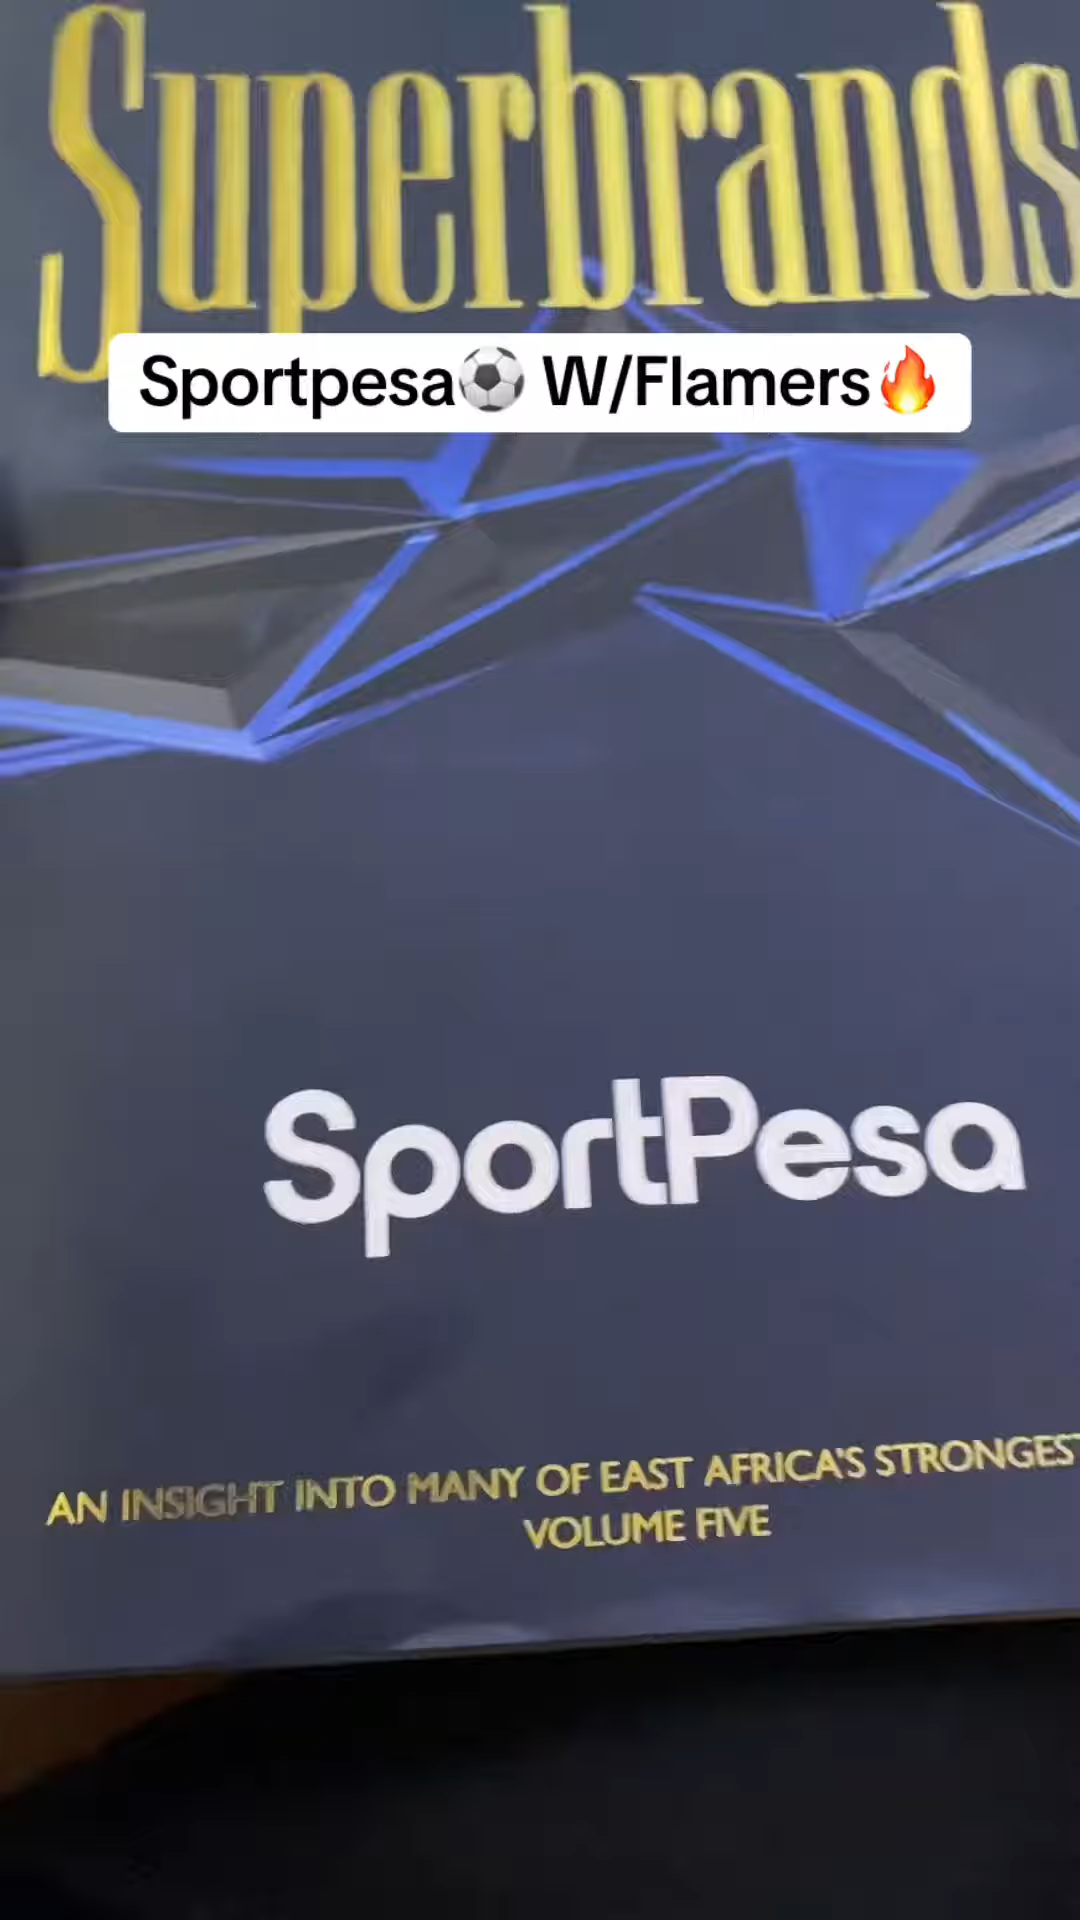 Superbrands
Sportpesa⚽ W/Flamers🔥
SportPesa
AN INSIGHT INTO MANY OF EAST AFRICA'S STRONGEST
VOLUME FIVE